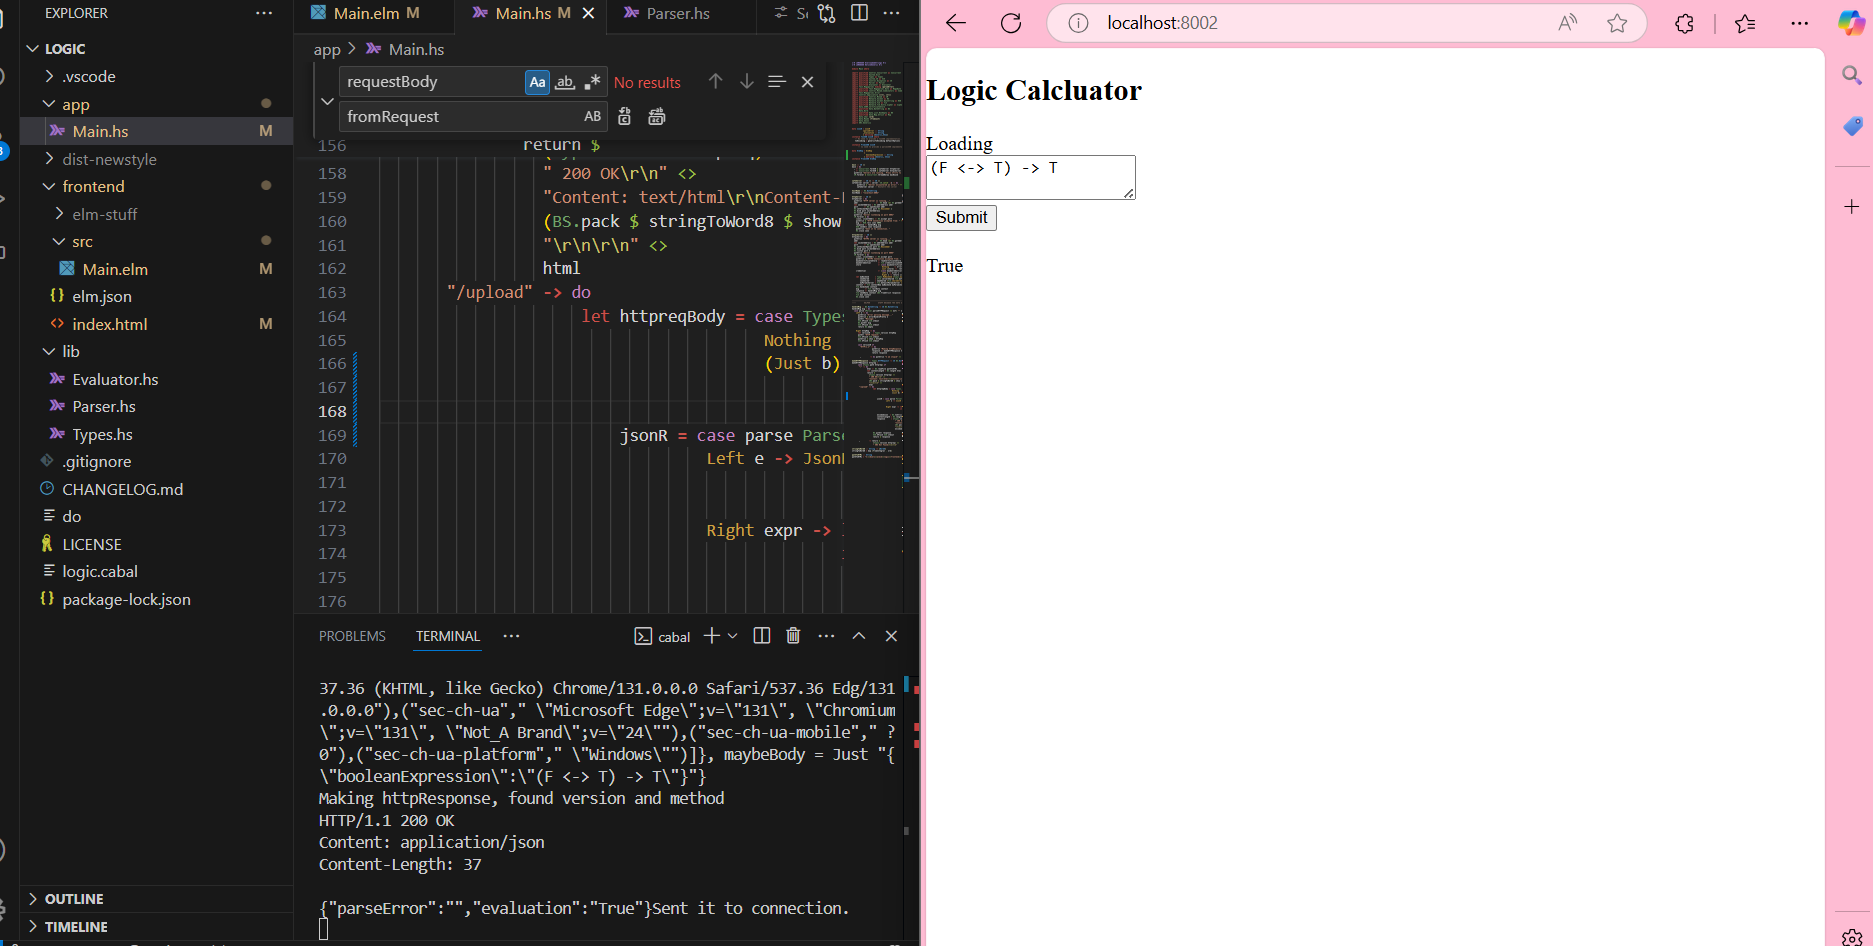 EXPLORER
LOGIC
.vscode
app
Main.hs M
dist-newstyle
frontend
elm-stuff
src
Main.elm M
elm.json
index.html M
lib
Evaluator.hs
Parser.hs
Types.hs
.gitignore
CHANGELOG.md
do
LICENSE
logic.cabal
package-lock.json
OUTLINE
TIMELINE
Main.elm M Main.hs M Parser.hs
app > Main.hs
requestBody Aa ab No results
fromRequest AB
156 return $
158 " 200 OK\r\n" <>
159 "Content: text/html\r\nContent-
160 (BS.pack $ stringToWord8 $ show
161 "\r\n\r\n" <>
162 html
163 "/upload" -> do
164 let httpreqBody = case Types
165 Nothing
166 (Just b)
167
168
169 jsonR = case parse Parse
170 Left e -> Json
171
172
173 Right expr ->
174
175
176
PROBLEMS TERMINAL
cabal
37.36 (KHTML, like Gecko) Chrome/131.0.0.0 Safari/537.36 Edg/131
.0.0.0"),("sec-ch-ua"," \"Microsoft Edge\";v=\"131\", \"Chromium
\";v=\"131\", \"Not_A Brand\";v=\"24\""),("sec-ch-ua-mobile"," ?
0"),("sec-ch-ua-platform"," \"Windows\"")]}, maybeBody = Just "{
\"booleanExpression\":\"(F <-> T) -> T\"}"}
Making httpResponse, found version and method
HTTP/1.1 200 OK
Content: application/json
Content-Length: 37
{"parseError":"","evaluation":"True"}Sent it to connection.
localhost:8002
Logic Calcluator
Loading
(F <-> T) -> T
Submit
True